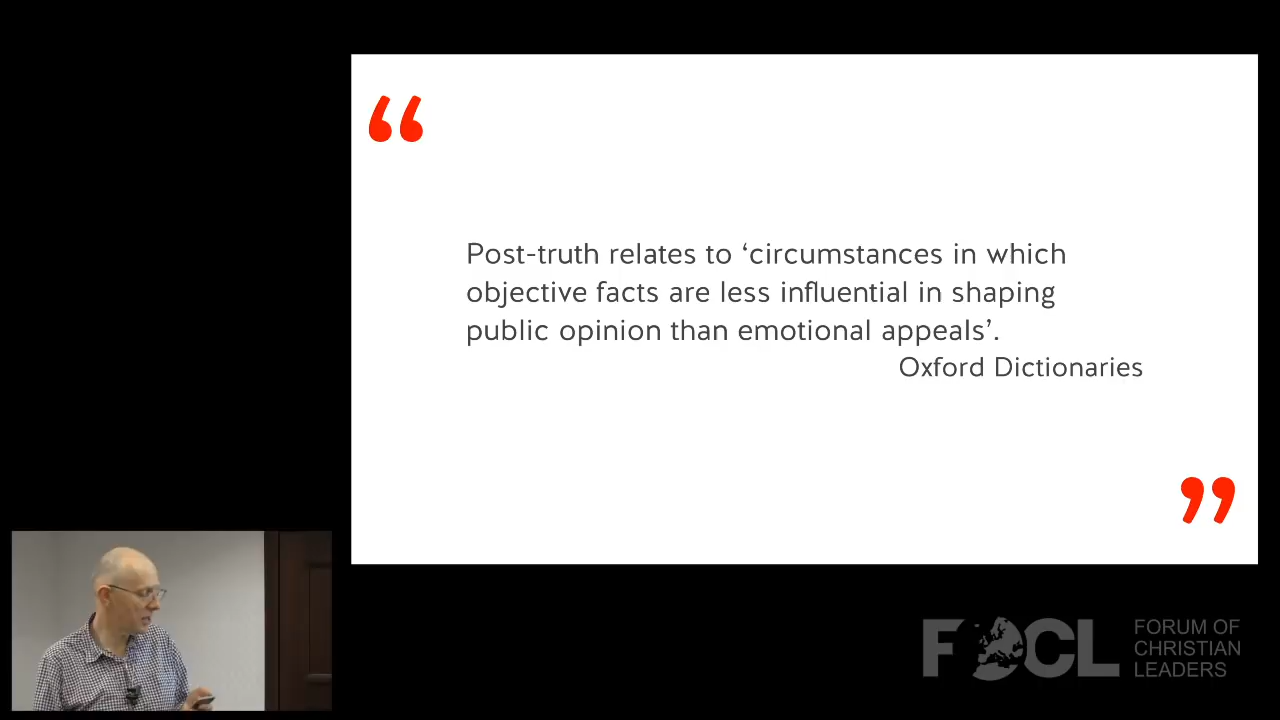 “
Post-truth relates to ‘circumstances in which
objective facts are less influential in shaping
public opinion than emotional appeals’.
Oxford Dictionaries
”
FOCL
FORUM OF
CHRISTIAN
LEADERS